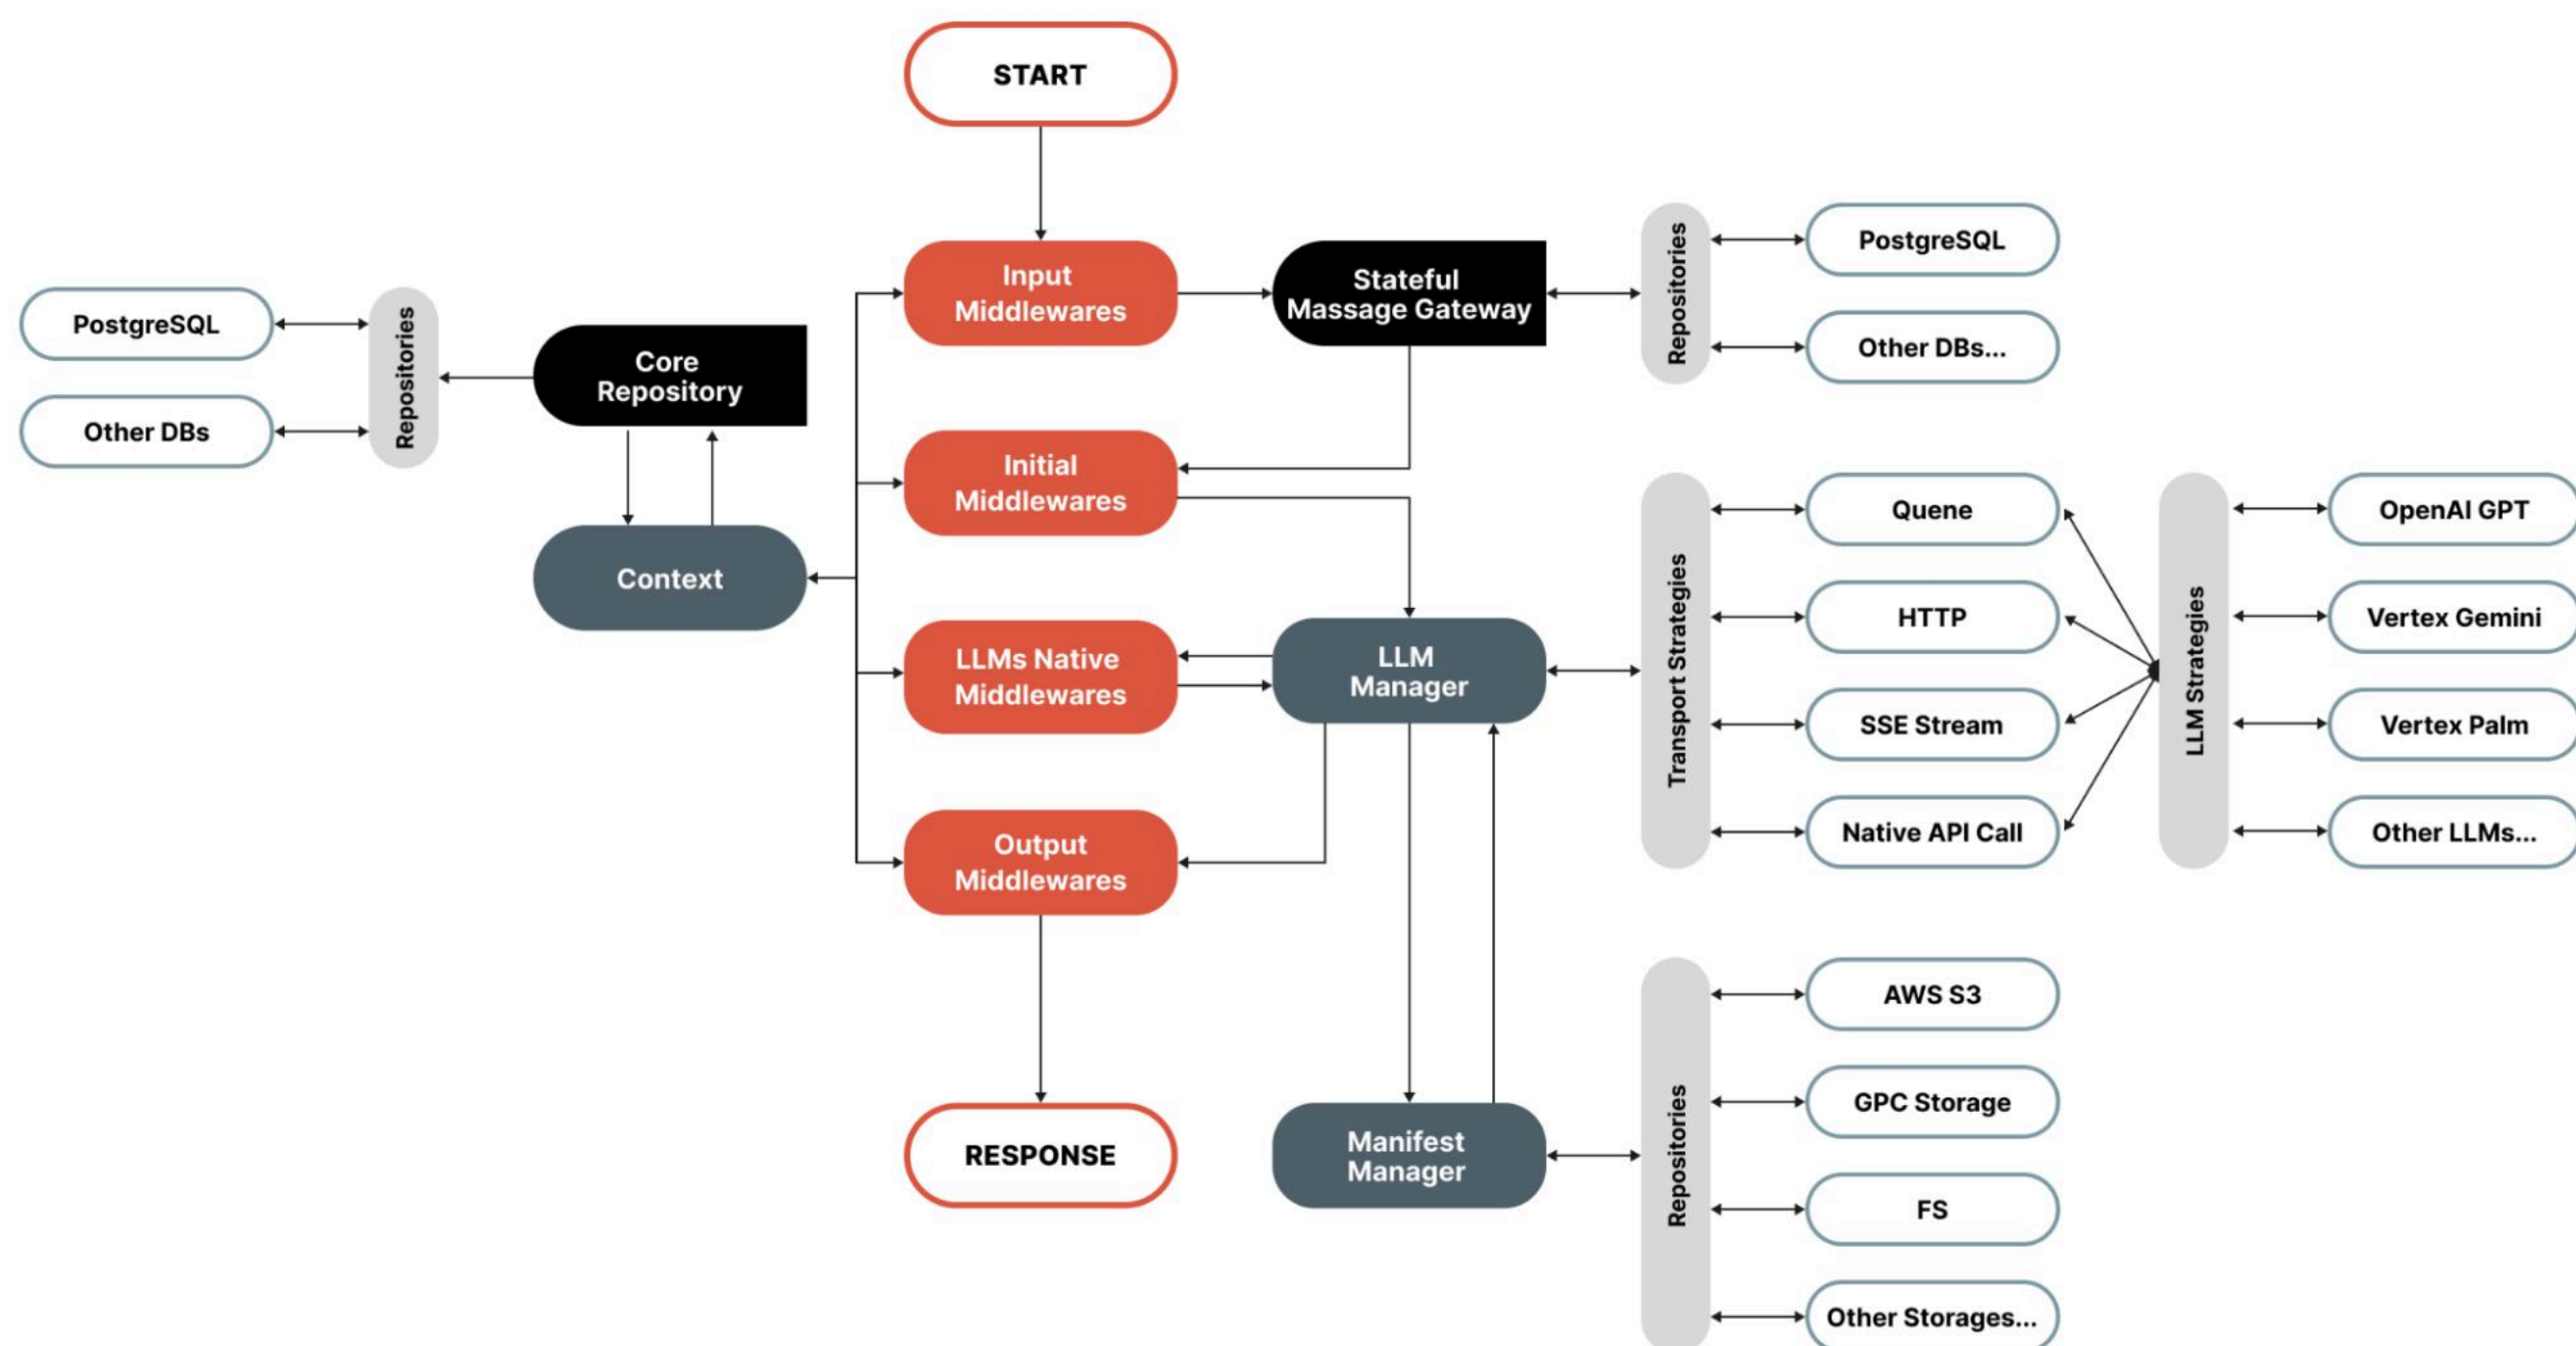 START
Input
Middlewares
Stateful
Massage Gateway
Repositories
PostgreSQL
Other DBs...
PostgreSQL
Other DBs
Repositories
Core
Repository
Context
Initial
Middlewares
LLMs Native
Middlewares
LLM
Manager
Output
Middlewares
Transport Strategies
Quene
HTTP
SSE Stream
Native API Call
LLM Strategies
OpenAI GPT
Vertex Gemini
Vertex Palm
Other LLMs...
RESPONSE
Manifest
Manager
Repositories
AWS S3
GPC Storage
FS
Other Storages...